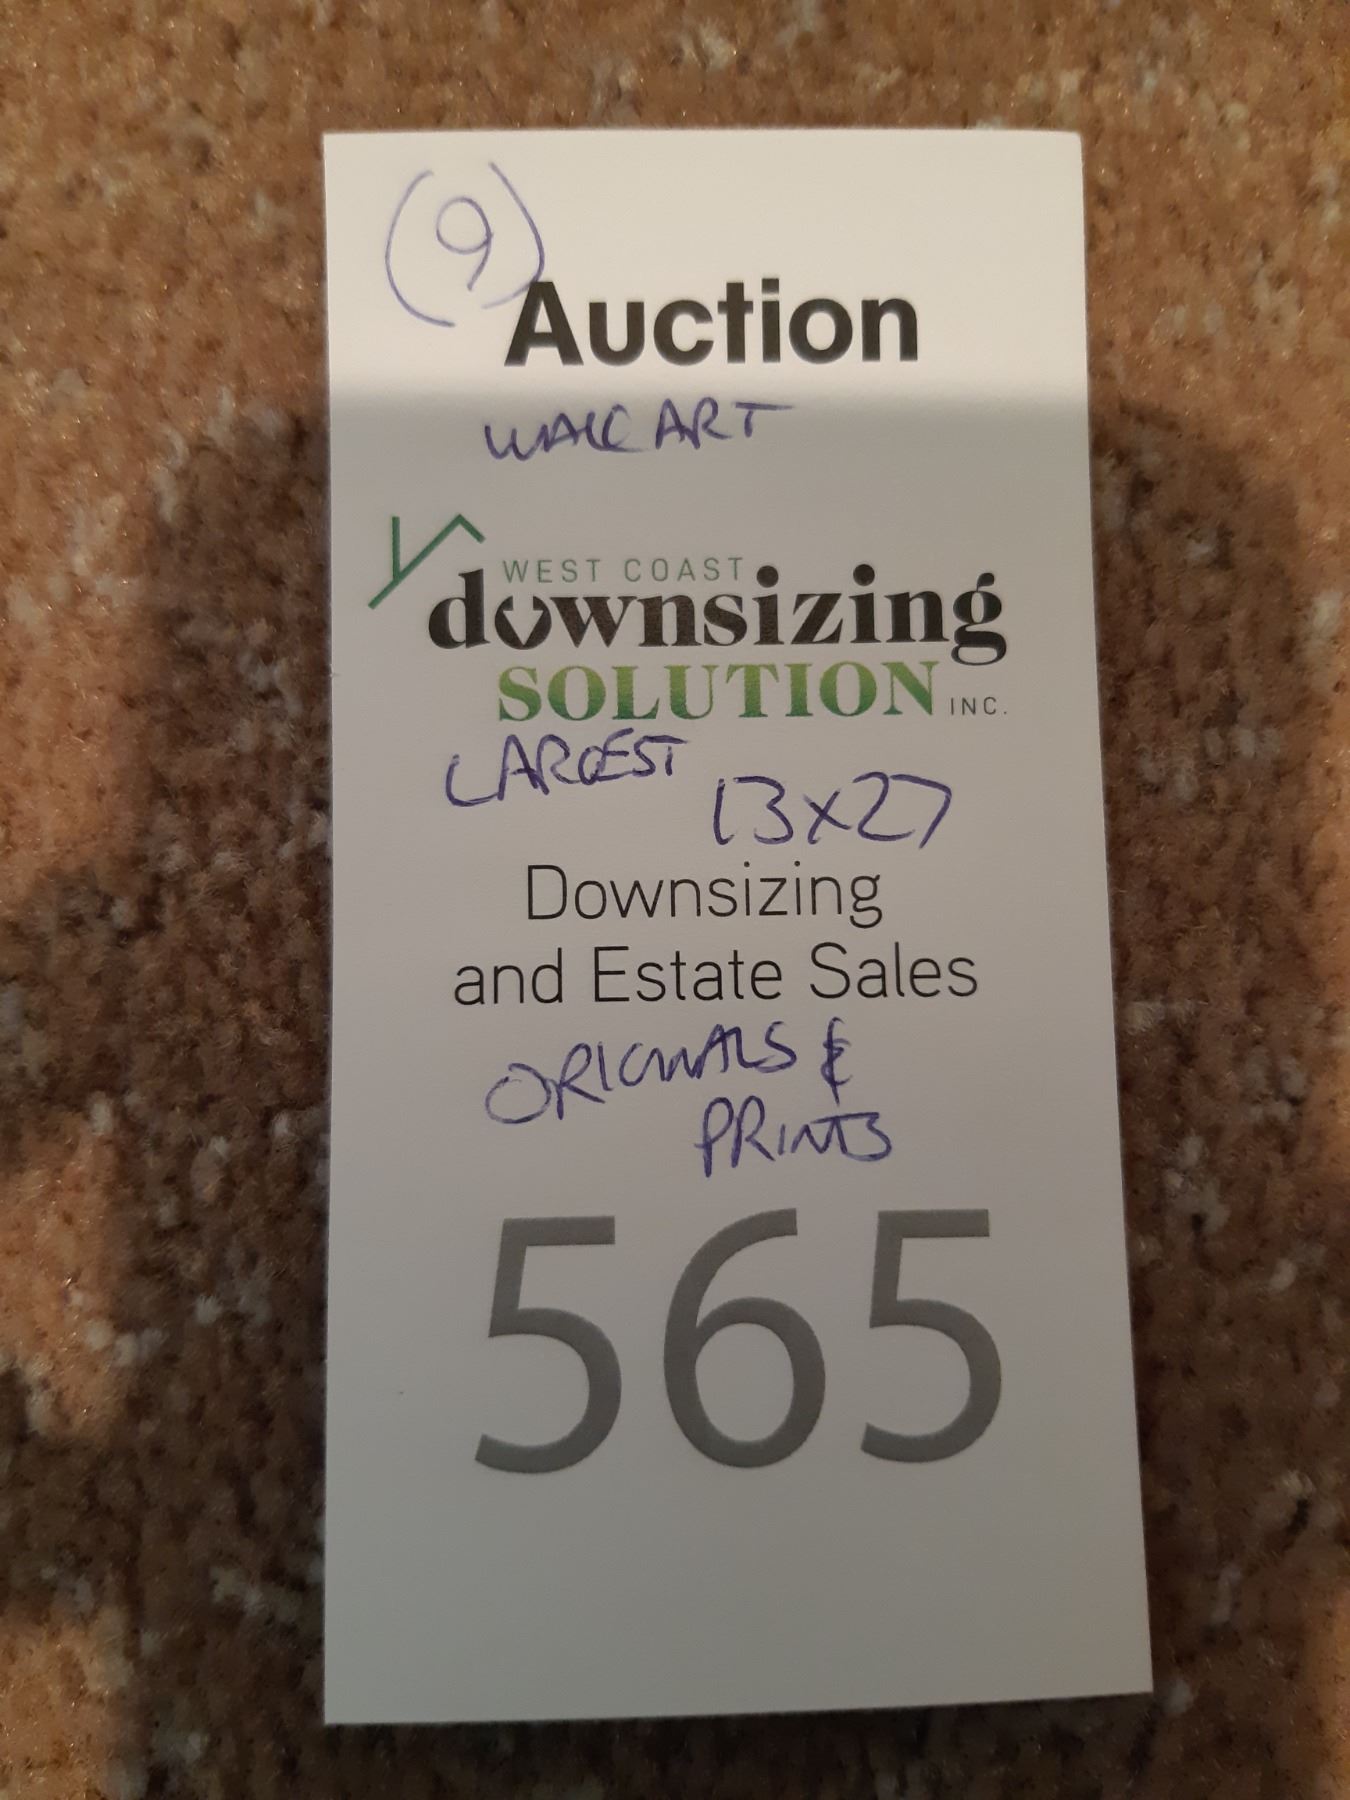 (9)
Auction
WALL ART
WEST COAST
downsizing
SOLUTION INC.
LARGEST
13x27
Downsizing
and Estate Sales
ORIGINALS &
PRINTS
565